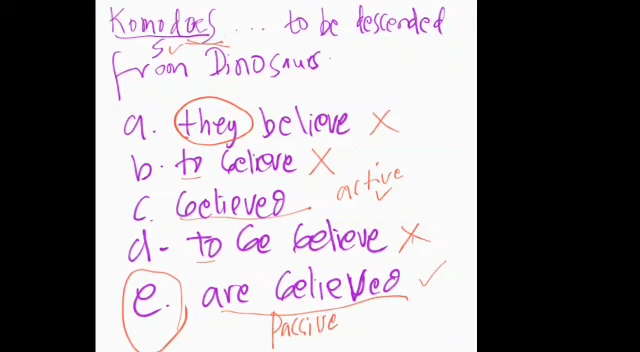 Komodoes ... to be descended
S
from Dinosaurs.
a. they believe X
b. to believe X
active
c. believed
d- to be believe X
e. are believed
Passive